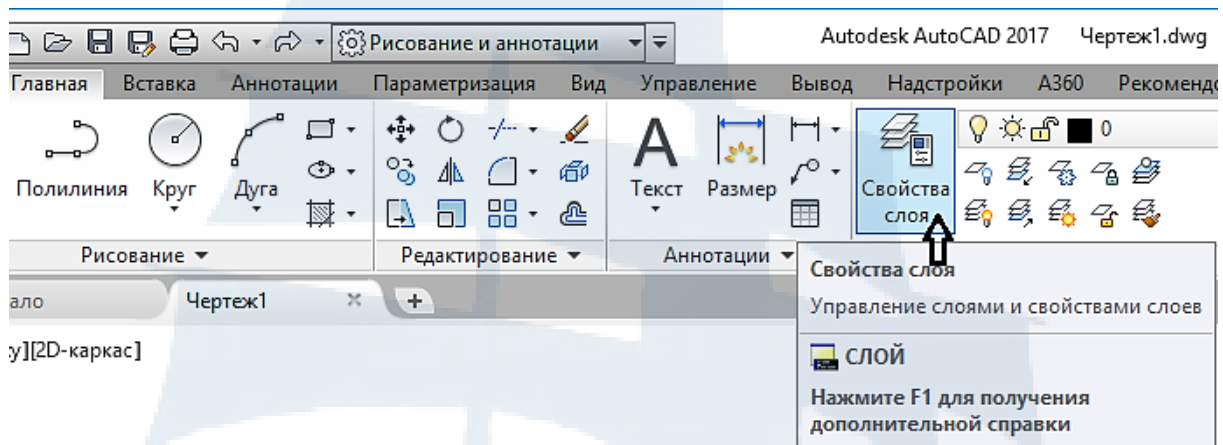 Рисование и аннотации
Autodesk AutoCAD 2017 Чертеж1.dwg
Главная Вставка Аннотации Параметризация Вид Управление Вывод Надстройки A360 Рекоменд
0
Полилиния Круг Дуга Текст Размер Свойства слоя
Рисование Редактирование Аннотации
ало Чертеж1
Свойства слоя
Управление слоями и свойствами слоев
у][2D-каркас]
СЛОЙ
Нажмите F1 для получения
дополнительной справки